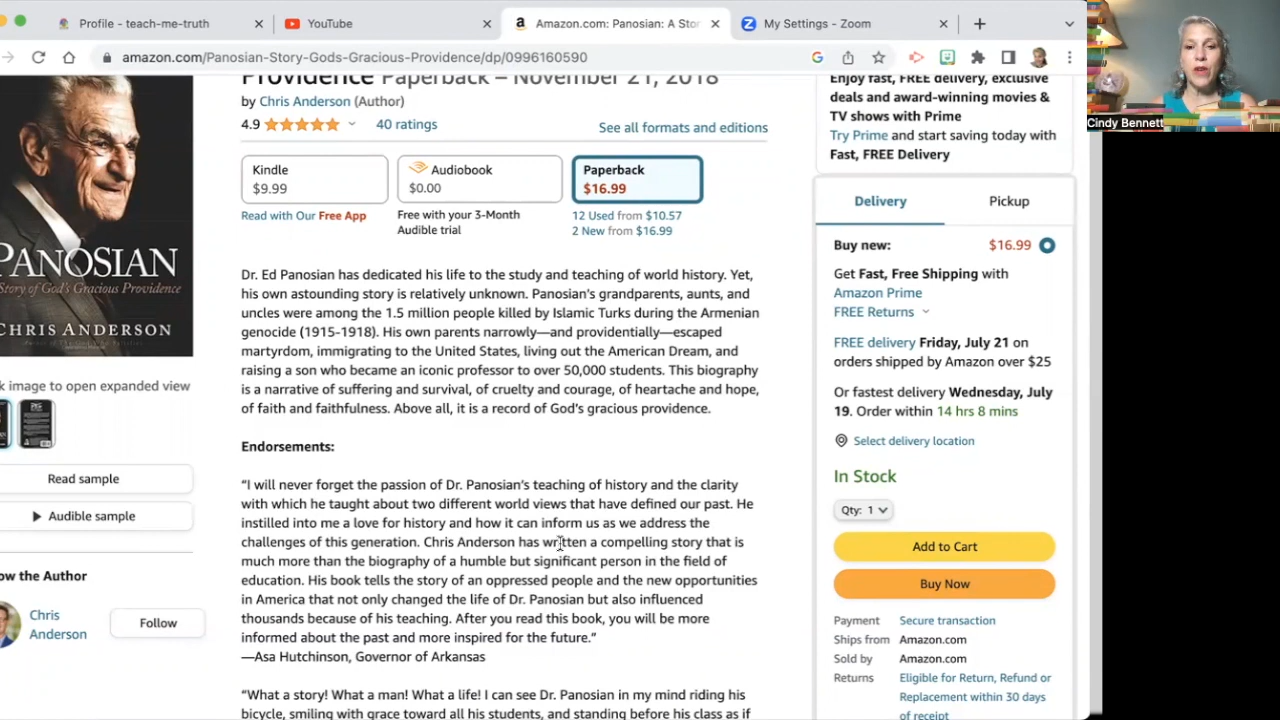 Profile - teach-me-truth
YouTube
Amazon.com: Panosian: A Stor
My Settings - Zoom
amazon.com/Panosian-Story-Gods-Gracious-Providence/dp/0996160590
Cindy Bennett
Providence Paperback – November 21, 2018
by Chris Anderson (Author)
4.9
40 ratings
See all formats and editions
Kindle
$9.99
Audiobook
$0.00
Paperback
$16.99
Read with Our Free App
Free with your 3-Month
Audible trial
12 Used from $10.57
2 New from $16.99
PANOSIAN
Story of God's Gracious Providence
CHRIS ANDERSON
k image to open expanded view
Read sample
Audible sample
ow the Author
Chris
Anderson
Follow
Dr. Ed Panosian has dedicated his life to the study and teaching of world history. Yet,
his own astounding story is relatively unknown. Panosian's grandparents, aunts, and
uncles were among the 1.5 million people killed by Islamic Turks during the Armenian
genocide (1915-1918). His own parents narrowly—and providentially—escaped
martyrdom, immigrating to the United States, living out the American Dream, and
raising a son who became an iconic professor to over 50,000 students. This biography
is a narrative of suffering and survival, of cruelty and courage, of heartache and hope,
of faith and faithfulness. Above all, it is a record of God's gracious providence.
Endorsements:
“I will never forget the passion of Dr. Panosian's teaching of history and the clarity
with which he taught about two different world views that have defined our past. He
instilled into me a love for history and how it can inform us as we address the
challenges of this generation. Chris Anderson has written a compelling story that is
much more than the biography of a humble but significant person in the field of
education. His book tells the story of an oppressed people and the new opportunities
in America that not only changed the life of Dr. Panosian but also influenced
thousands because of his teaching. After you read this book, you will be more
informed about the past and more inspired for the future.”
—Asa Hutchinson, Governor of Arkansas
“What a story! What a man! What a life! I can see Dr. Panosian in my mind riding his
bicycle, smiling with grace toward all his students, and standing before his class as if
Enjoy fast, FREE delivery, exclusive
deals and award-winning movies &
TV shows with Prime
Try Prime and start saving today with
Fast, FREE Delivery
Delivery
Pickup
Buy new:
$16.99
Get Fast, Free Shipping with
Amazon Prime
FREE Returns
FREE delivery Friday, July 21 on
orders shipped by Amazon over $25
Or fastest delivery Wednesday, July
19. Order within 14 hrs 8 mins
Select delivery location
In Stock
Qty: 1
Add to Cart
Buy Now
Payment Secure transaction
Ships from Amazon.com
Sold by Amazon.com
Returns Eligible for Return, Refund or
Replacement within 30 days
of receipt